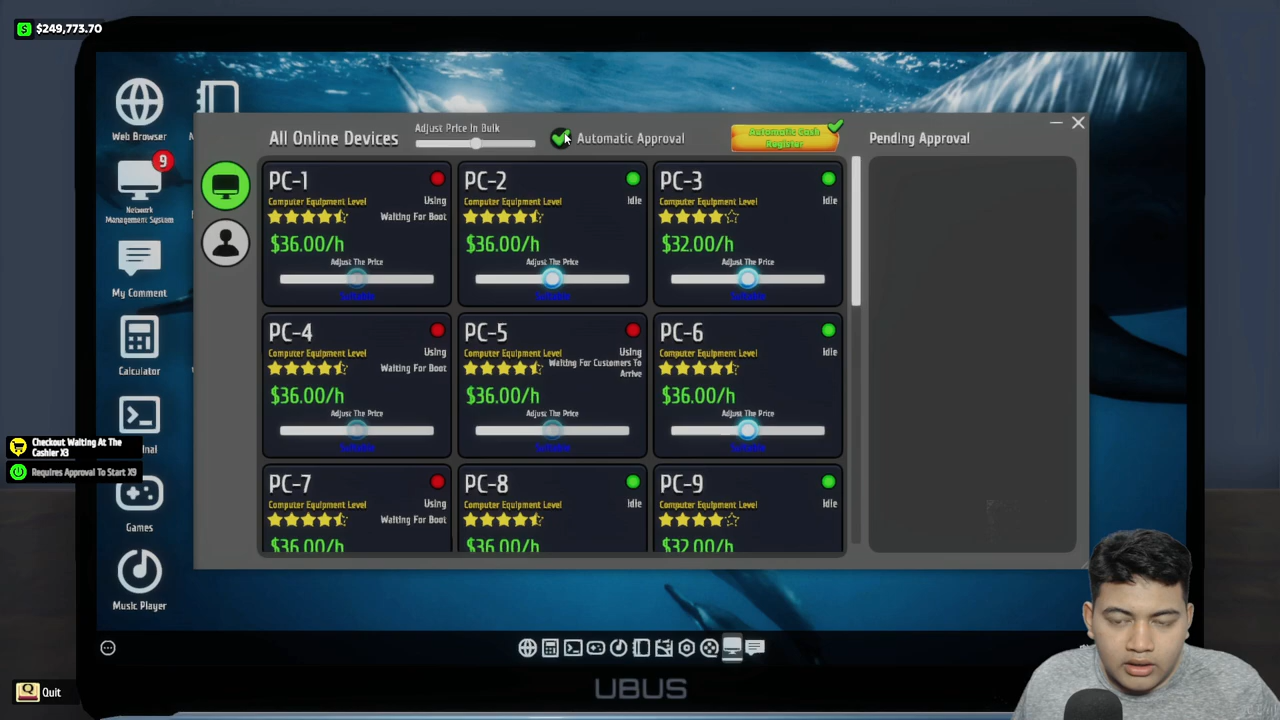 $249,773.70
Web Browser
9
Network
Management System
My Comment
Calculator
Games
Music Player
Checkout Waiting At The
Cashier X3
Requires Approval To Start X9
All Online Devices
Adjust Price In Bulk
Automatic Approval
Automatic Cash
Register
Pending Approval
PC-1
Computer Equipment Level
Using
Waiting For Boot
$36.00/h
Adjust The Price
PC-2
Computer Equipment Level
Idle
$36.00/h
Adjust The Price
PC-3
Computer Equipment Level
Idle
$32.00/h
Adjust The Price
PC-4
Computer Equipment Level
Using
Waiting For Boot
$36.00/h
Adjust The Price
PC-5
Computer Equipment Level
Using
Waiting For Customers To
Arrive
$36.00/h
Adjust The Price
PC-6
Computer Equipment Level
Idle
$36.00/h
Adjust The Price
PC-7
Computer Equipment Level
Using
Waiting For Boot
$36.00/h
PC-8
Computer Equipment Level
Idle
$36.00/h
PC-9
Computer Equipment Level
Idle
$32.00/h
UBUS
Q Quit